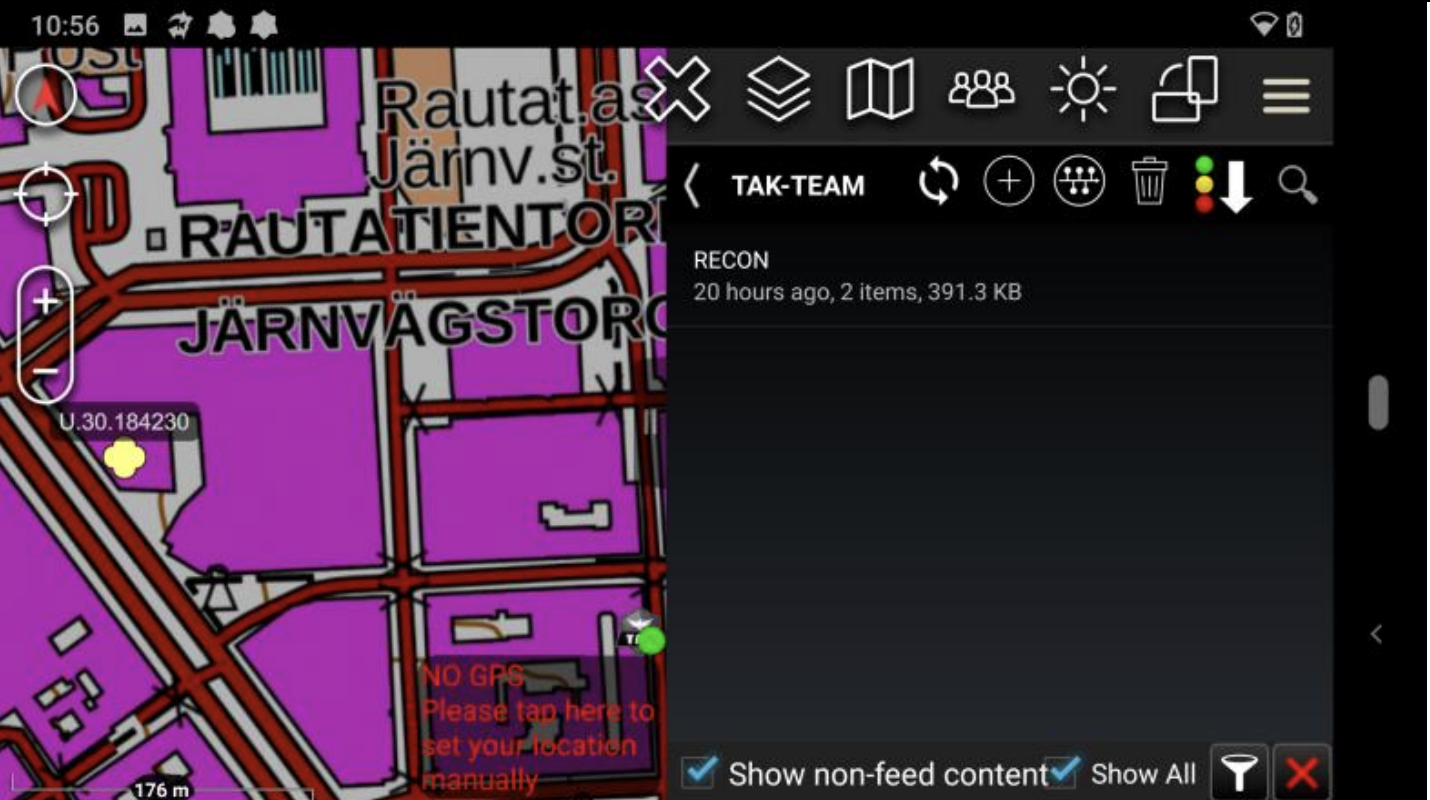 10:56
Post
Rautat.as
Järnv.st.
RAUTATIENTORI
JÄRNVÄGSTORG
U.30.184230
NO GPS
Please tap here to
set your location
manually
176 m
TAK-TEAM
RECON
20 hours ago, 2 items, 391.3 KB
Show non-feed content
Show All